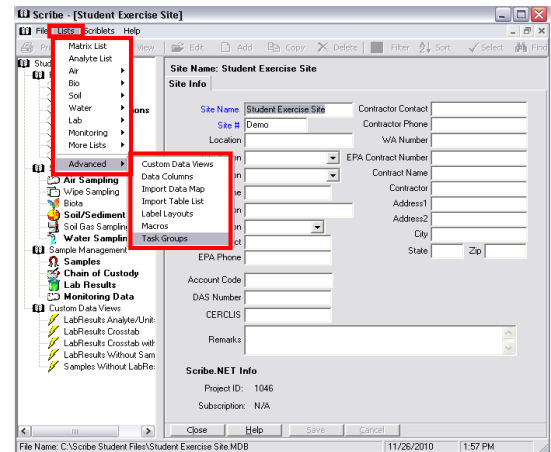 Scribe - [Student Exercise Site]
File Lists Scriblets Help
View Edit Add Copy Delete Filter Sort Select Find
Matrix List
Analyte List
Air
Bio
Soil
Water
Lab
Monitoring
More Lists
Advanced
Custom Data Views
Data Columns
Import Data Map
Import Table List
Label Layouts
Macros
Task Groups
Air Sampling
Wipe Sampling
Biota
Soil/Sediment
Soil Gas Sampling
Water Samplin
Sample Management
Samples
Chain of Custody
Lab Results
Monitoring Data
Custom Data Views
LabResults Analyte/Unit:
LabResults Crosstab
LabResults Crosstab with
LabResults Without Sam
Samples Without LabRe:
Site Name: Student Exercise Site
Site Info
Site Name Student Exercise Site Contractor Contact
Site # Demo Contractor Phone
Location WA Number
EPA Contract Number
Contract Name
Contractor
Address1
Address2
City
State Zip
EPA Phone
Account Code
DAS Number
CERCLIS
Remarks
Scribe.NET Info
Project ID: 1046
Subscription: N/A
Close Help Save Cancel
File Name: C:\Scribe Student Files\Student Exercise Site.MDB 11/26/2010 1:57 PM